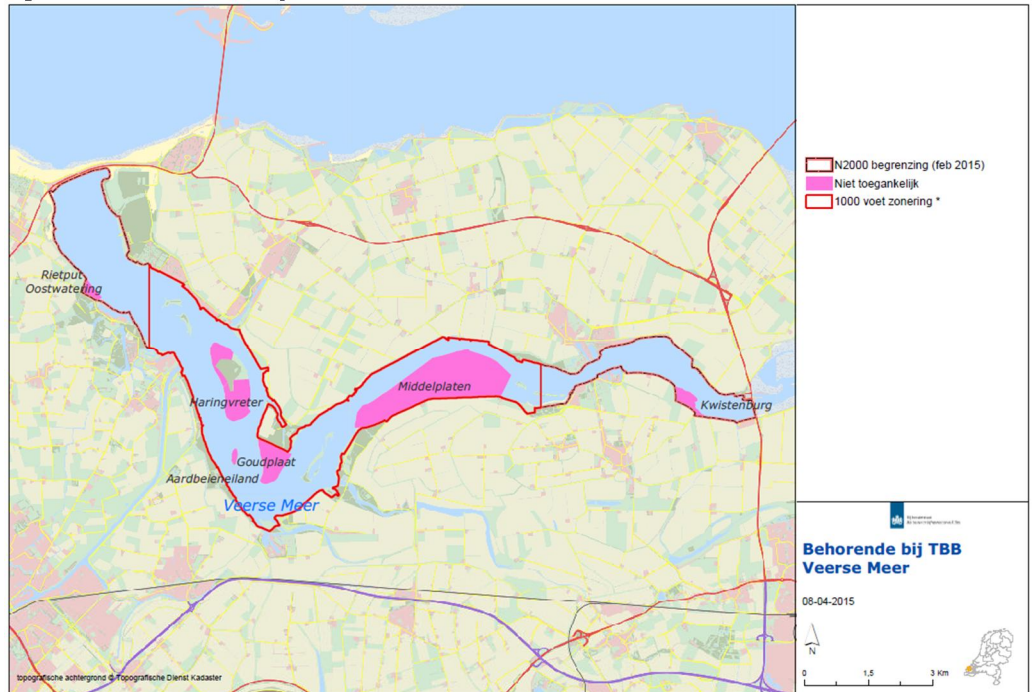 Rietput
Oostwatering
Haringvreter
Middelplaten
Kwistenburg
Goudplaat
Aardbeieneiland
Veerse Meer
topografische achtergrond © Topografische Dienst Kadaster
N2000 begrenzing (feb 2015)
Niet toegankelijk
1000 voet zonering *
Behorende bij TBB
Veerse Meer
08-04-2015
N
0 1,5 3 Km